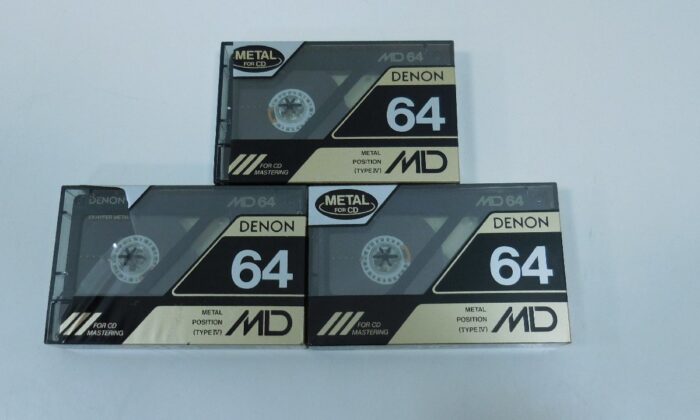 METAL
FOR CD
MD 64
DENON
64
METAL
POSITION
(TYPE IV)
MD
FOR CD
MASTERING
DENON
MD 64
DENON
64
METAL
POSITION
(TYPE IV)
MD
FOR CD
MASTERING
METAL
FOR CD
MD 64
DENON
64
METAL
POSITION
(TYPE IV)
MD
FOR CD
MASTERING